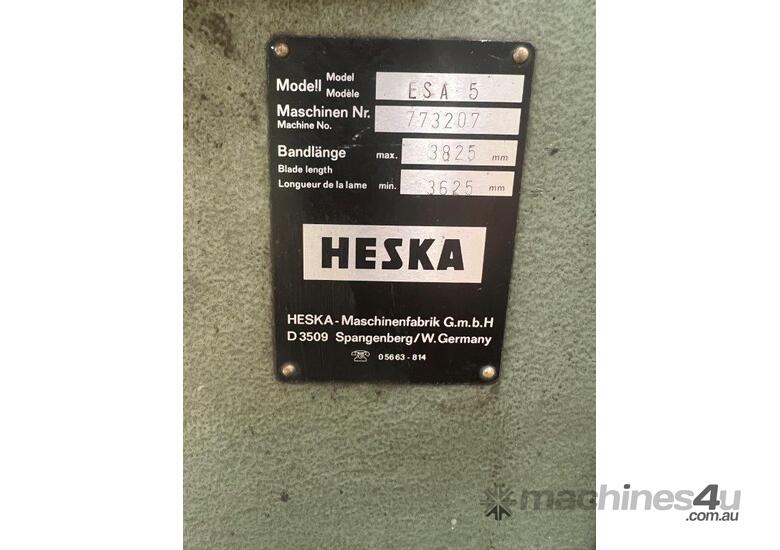 Modell Model Modèle ESA 5
Maschinen Nr. 773207
Machine No.
Bandlänge max. 3825 mm
Blade length
Longueur de la lame min. 3625 mm
HESKA
HESKA-Maschinenfabrik G.m.b.H
D 3509 Spangenberg/W. Germany
☎ 05663-814
machines4u
.com.au